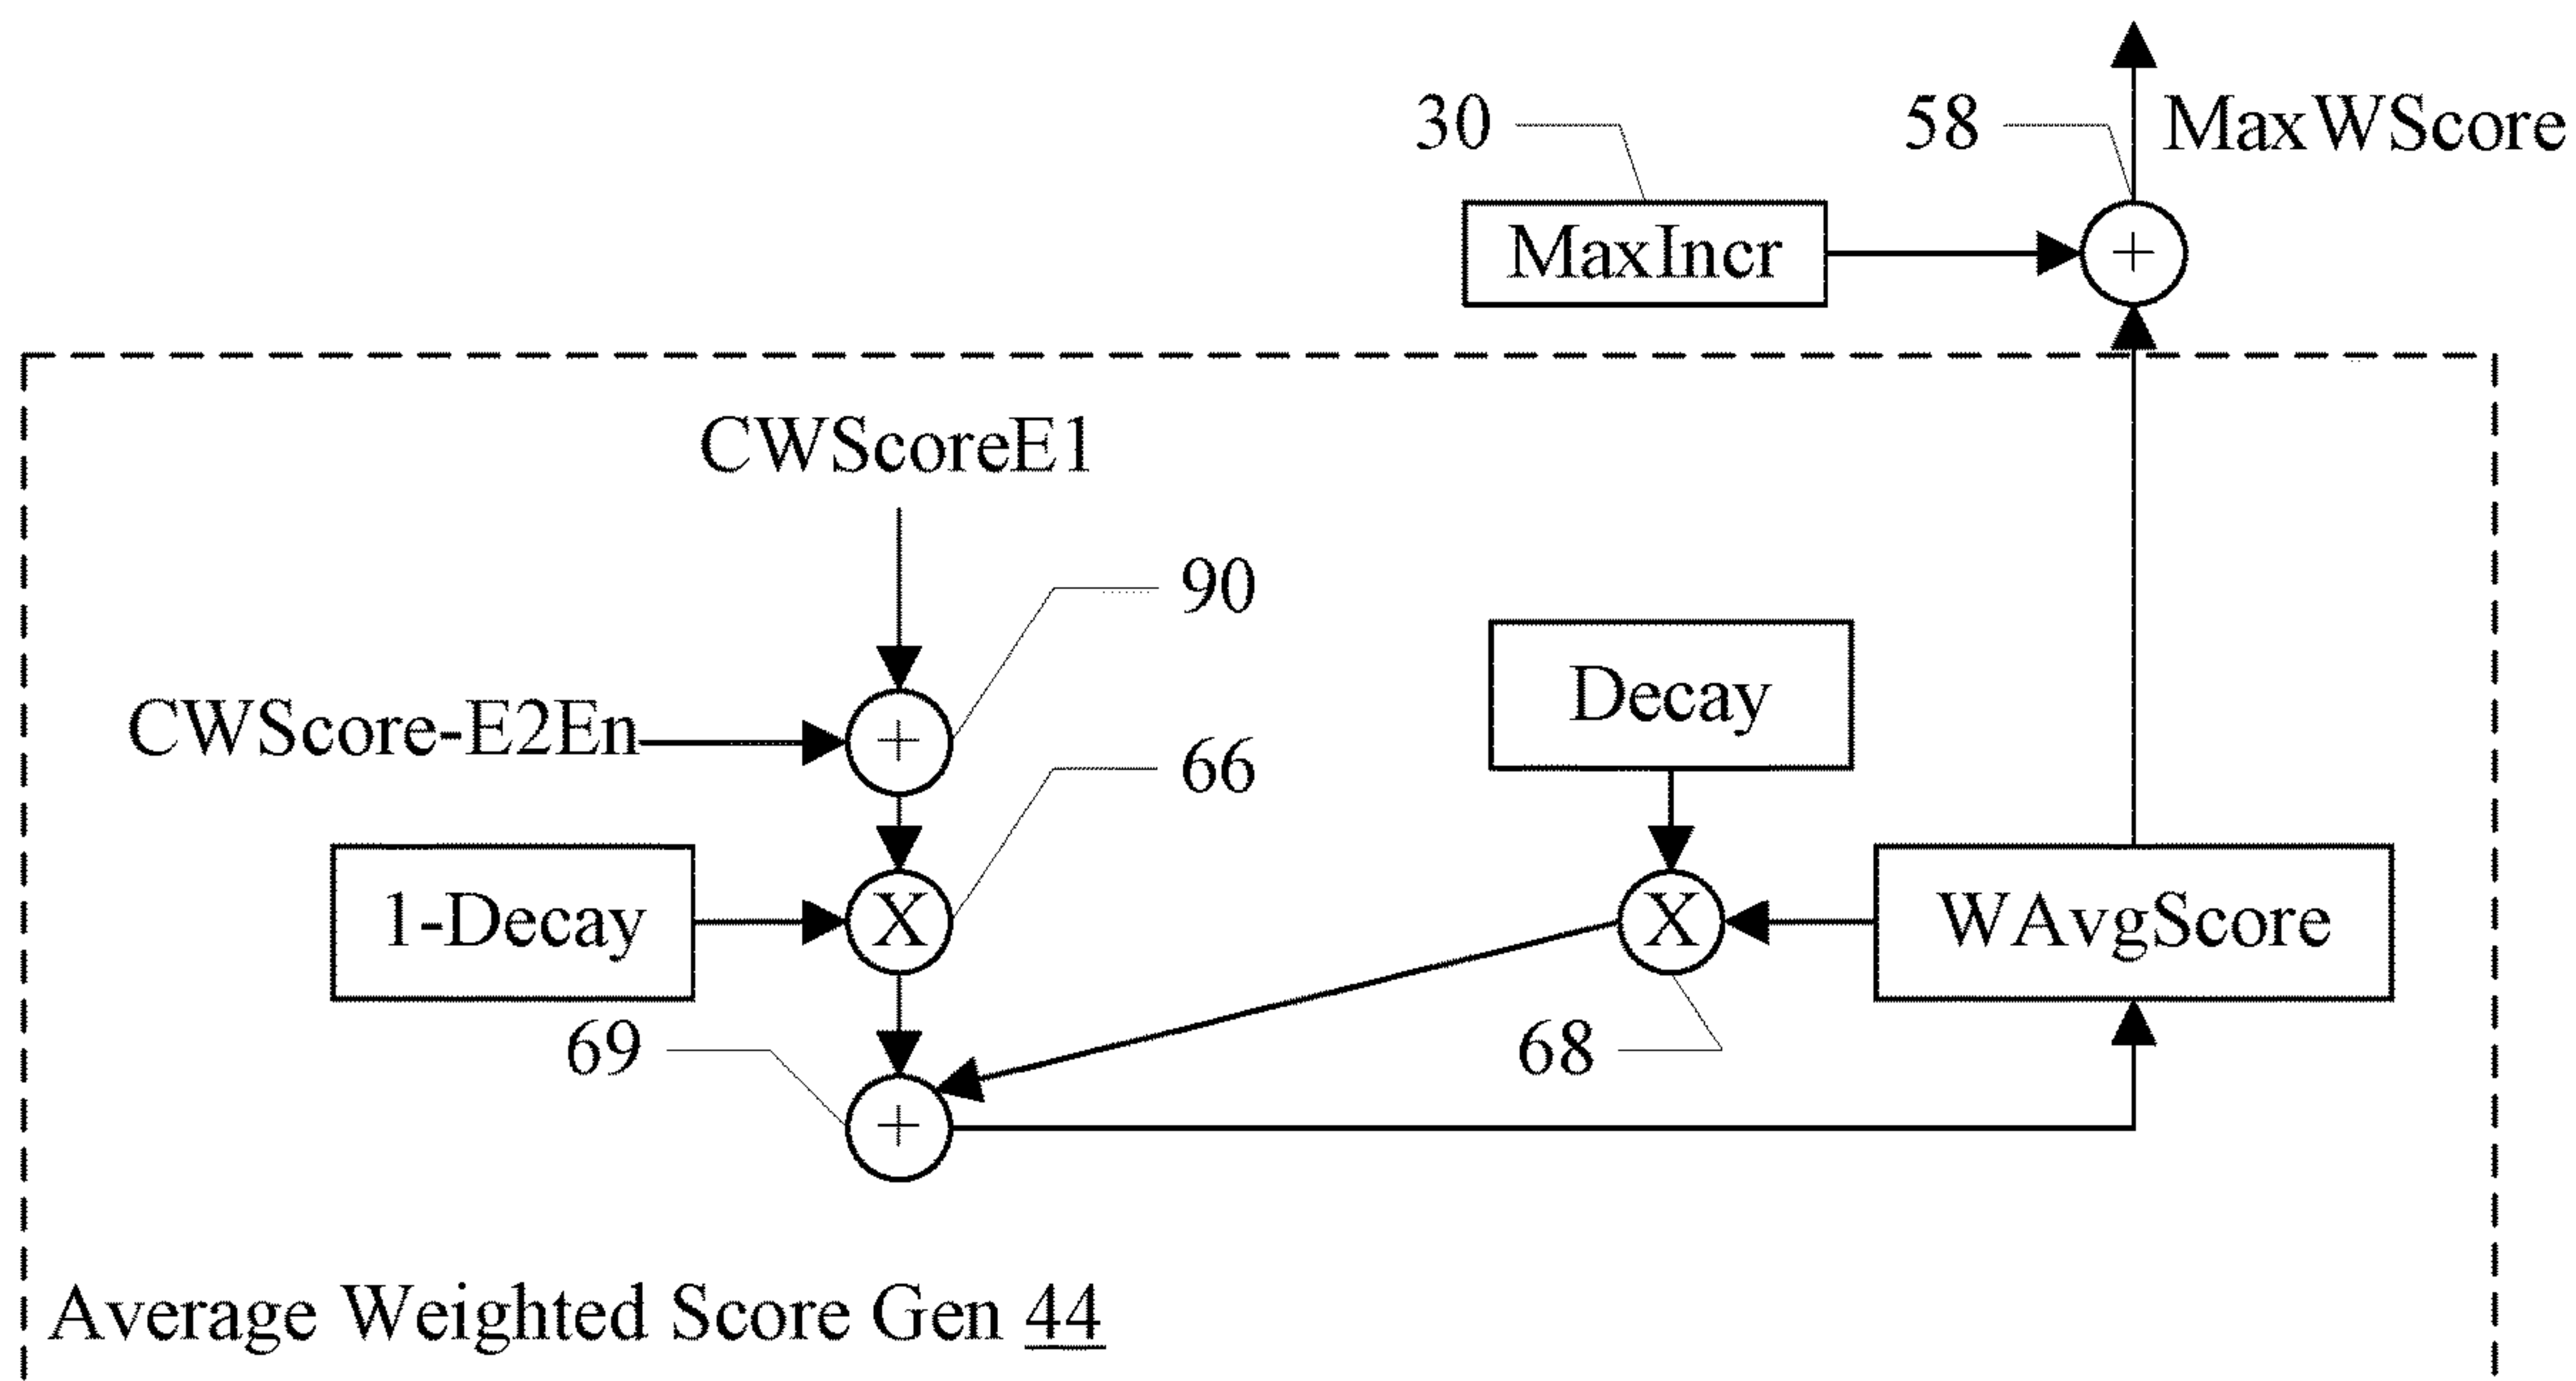 30
58
MaxWScore
MaxIncr
+
CWScoreE1
90
Decay
CWScore-E2En
+
66
1-Decay
X
X
WAvgScore
69
68
+
Average Weighted Score Gen 44